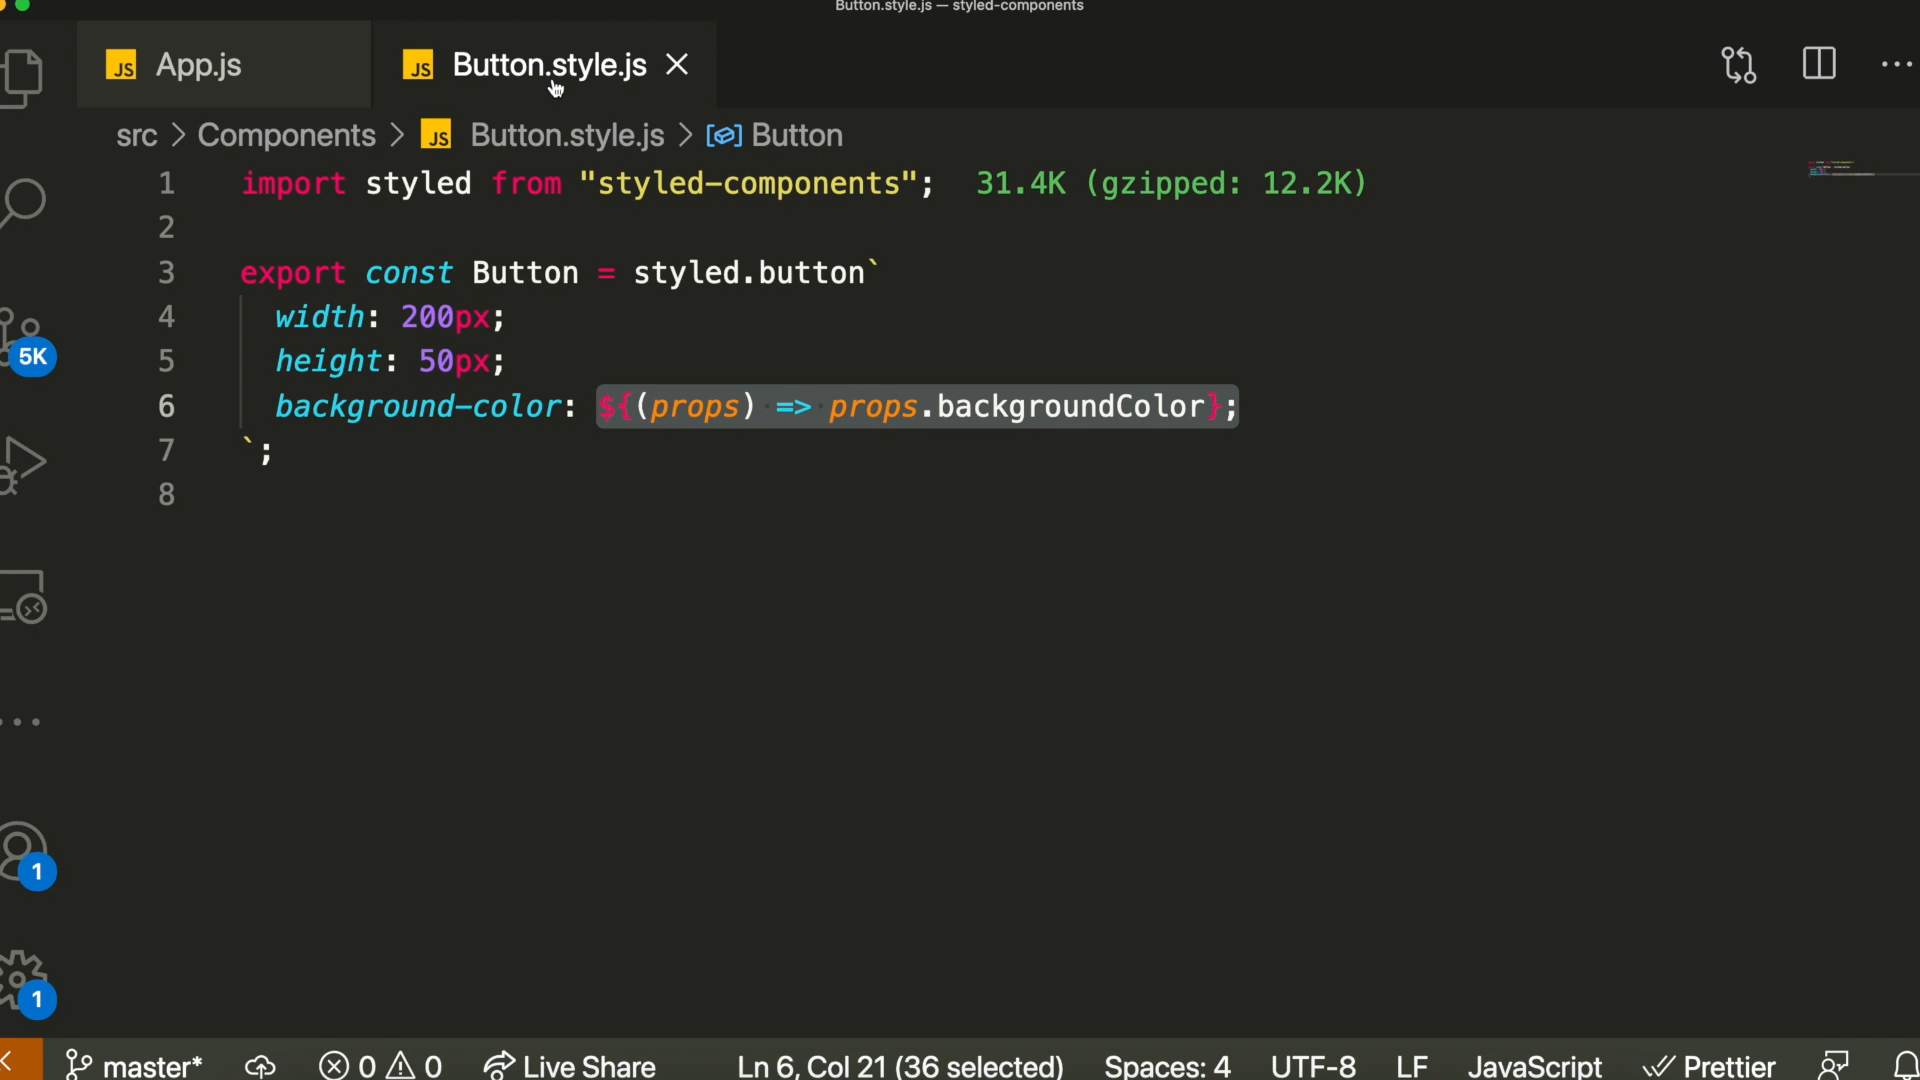 Button.style.js — styled-components
JS App.js
JS Button.style.js
src > Components > JS Button.style.js > Button
1 import styled from "styled-components"; 31.4K (gzipped: 12.2K)
2
3 export const Button = styled.button`
4 width: 200px;
5 height: 50px;
6 background-color: ${(props) => props.backgroundColor};
7 `;
8
5K
1
1
master* 0 0 Live Share Ln 6, Col 21 (36 selected) Spaces: 4 UTF-8 LF JavaScript Prettier